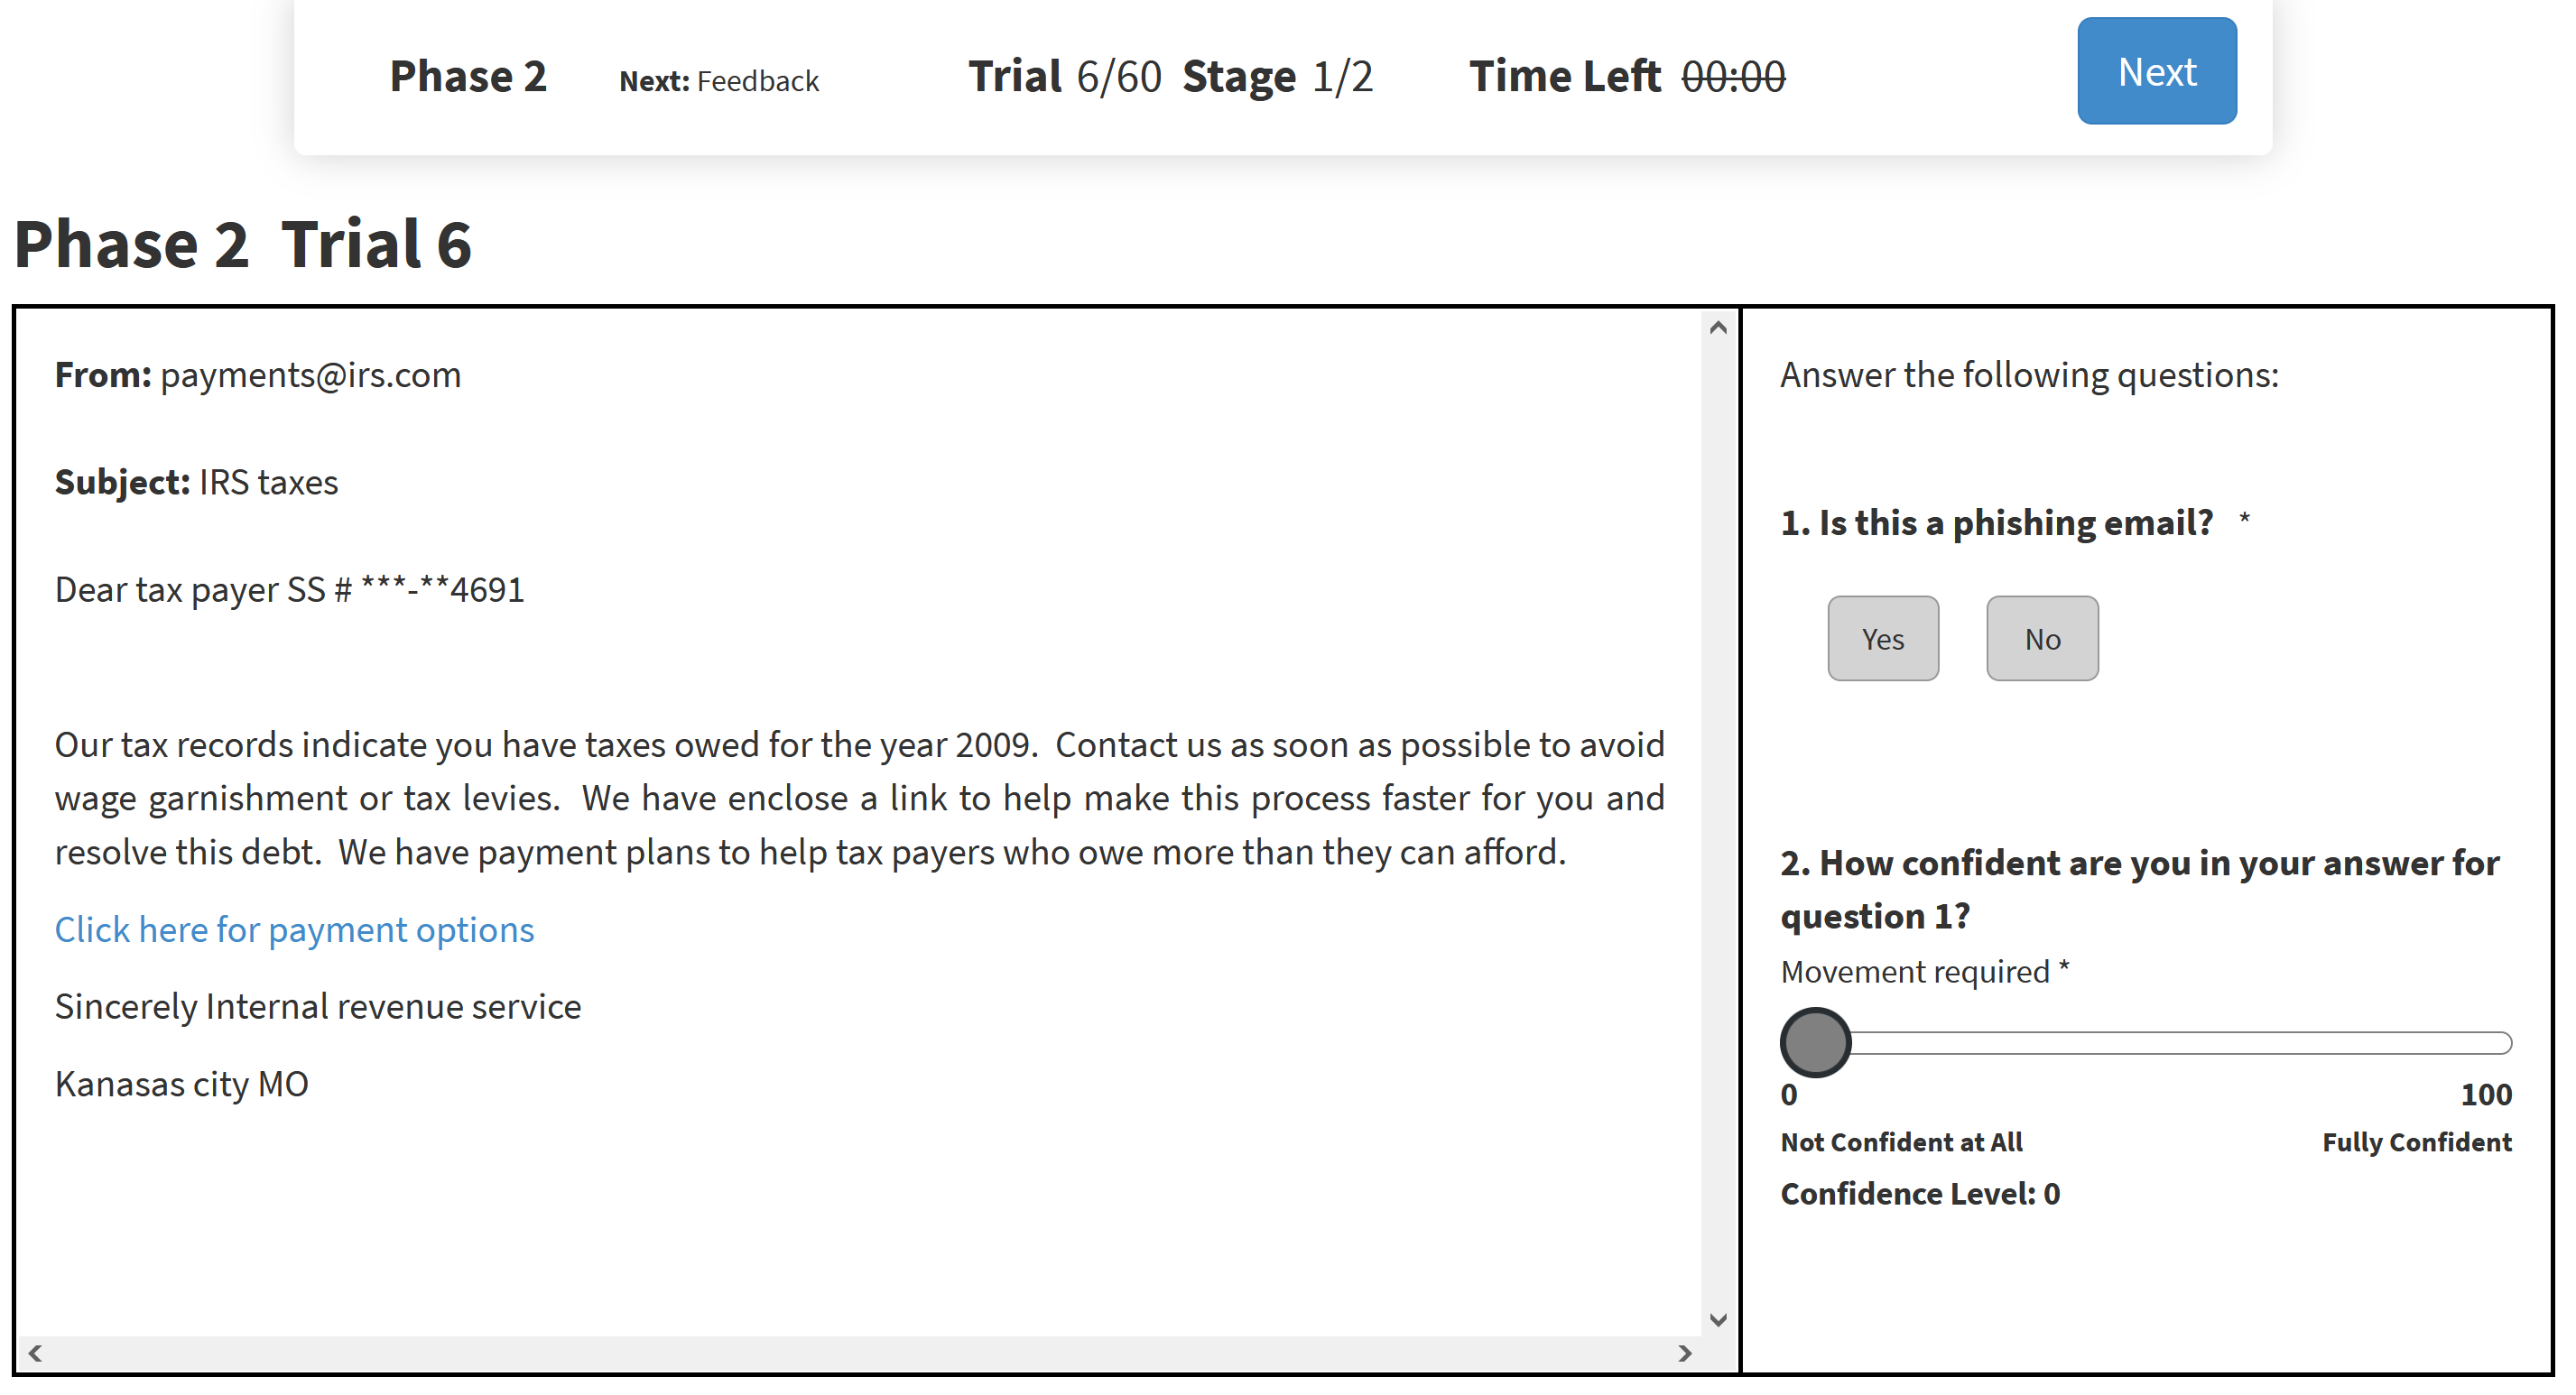 Phase 2 Next: Feedback Trial 6/60 Stage 1/2 Time Left 00:00 Next
Phase 2 Trial 6
From: payments@irs.com
Subject: IRS taxes
Dear tax payer SS # ***-**4691
Our tax records indicate you have taxes owed for the year 2009. Contact us as soon as possible to avoid
wage garnishment or tax levies. We have enclose a link to help make this process faster for you and
resolve this debt. We have payment plans to help tax payers who owe more than they can afford.
Click here for payment options
Sincerely Internal revenue service
Kanasas city MO
Answer the following questions:
1. Is this a phishing email? *
Yes No
2. How confident are you in your answer for
question 1?
Movement required *
0 100
Not Confident at All Fully Confident
Confidence Level: 0